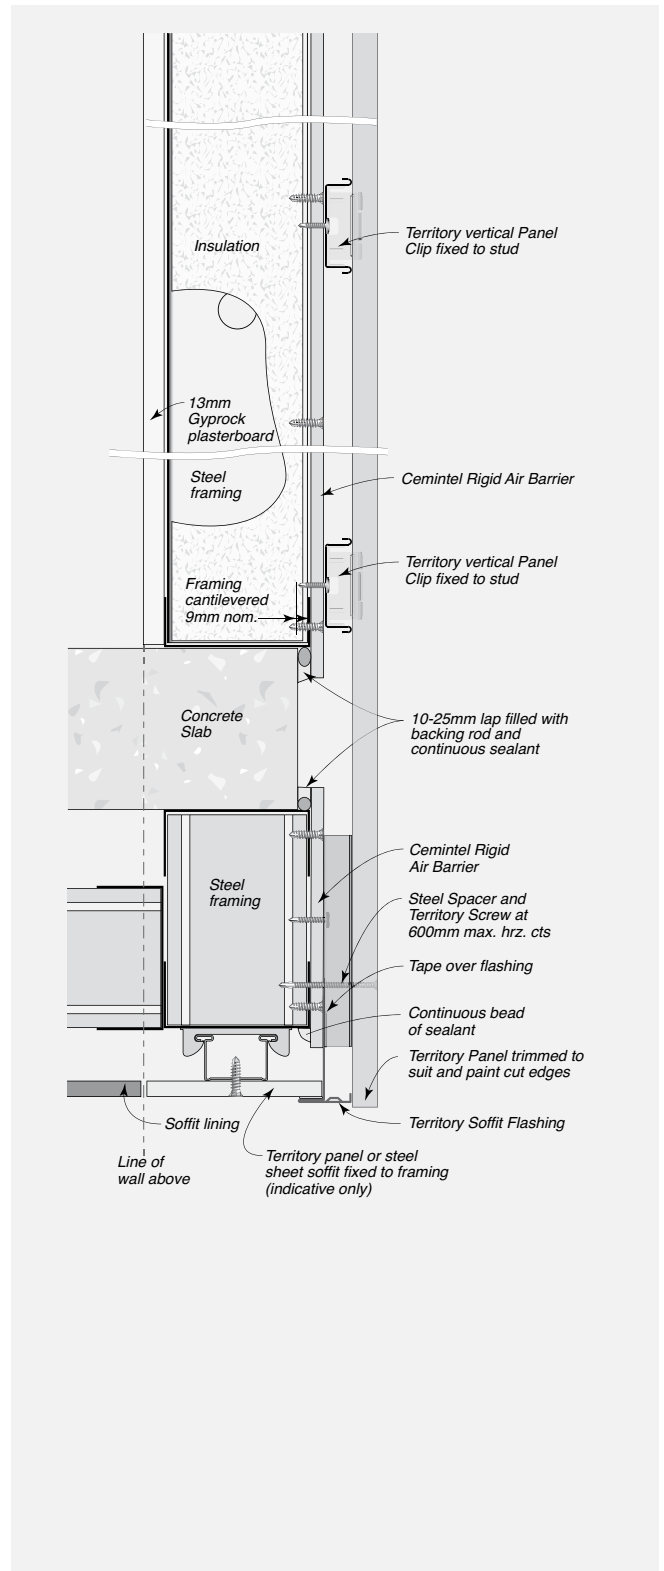 Insulation
Territory vertical Panel
Clip fixed to stud
13mm
Gyprock
plasterboard
Steel
framing
Cemintel Rigid Air Barrier
Territory vertical Panel
Clip fixed to stud
Framing
cantilevered
9mm nom.
Concrete
Slab
10-25mm lap filled with
backing rod and
continuous sealant
Cemintel Rigid
Air Barrier
Steel
framing
Steel Spacer and
Territory Screw at
600mm max. hrz. cts
Tape over flashing
Continuous bead
of sealant
Territory Panel trimmed to
suit and paint cut edges
Soffit lining
Territory Soffit Flashing
Line of
wall above
Territory panel or steel
sheet soffit fixed to framing
(indicative only)